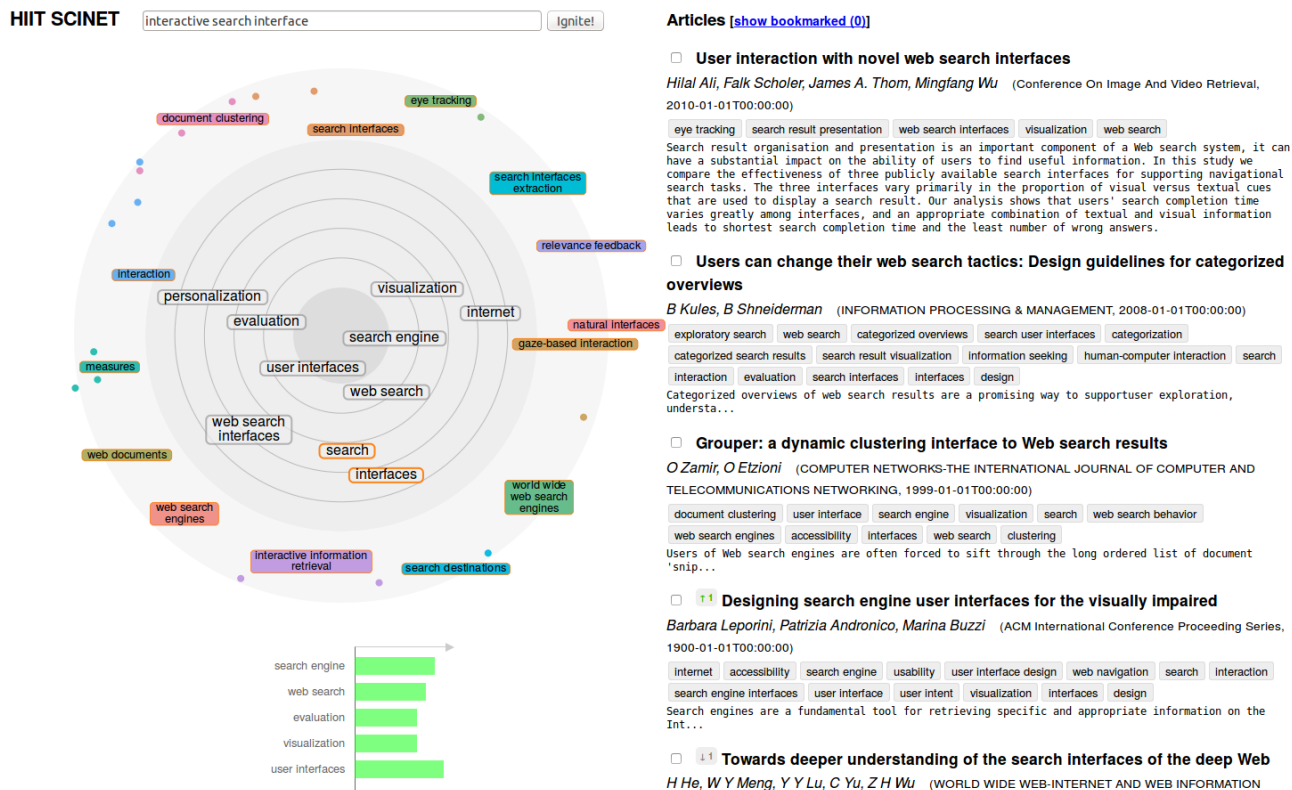 HIIT SCINET
interactive search interface
Ignite!
eye tracking
document clustering
search interfaces
search interfaces
extraction
relevance feedback
interaction
visualization
personalization
internet
evaluation
natural interfaces
search engine
gaze-based interaction
measures
user interfaces
web search
web search
interfaces
search
web documents
interfaces
world wide
web search
engines
web search
engines
interactive information
retrieval
search destinations
search engine
web search
evaluation
visualization
user interfaces
Articles [show bookmarked (0)]
User interaction with novel web search interfaces
Hilal Ali, Falk Scholer, James A. Thom, Mingfang Wu (Conference On Image And Video Retrieval,
2010-01-01T00:00:00)
eye tracking search result presentation web search interfaces visualization web search
Search result organisation and presentation is an important component of a Web search system, it can
have a substantial impact on the ability of users to find useful information. In this study we
compare the effectiveness of three publicly available search interfaces for supporting navigational
search tasks. The three interfaces vary primarily in the proportion of visual versus textual cues
that are used to display a search result. Our analysis shows that users' search completion time
varies greatly among interfaces, and an appropriate combination of textual and visual information
leads to shortest search completion time and the least number of wrong answers.
Users can change their web search tactics: Design guidelines for categorized
overviews
B Kules, B Shneiderman (INFORMATION PROCESSING & MANAGEMENT, 2008-01-01T00:00:00)
exploratory search web search categorized overviews search user interfaces categorization
categorized search results search result visualization information seeking human-computer interaction search
interaction evaluation search interfaces interfaces design
Categorized overviews of web search results are a promising way to supportuser exploration,
understa...
Grouper: a dynamic clustering interface to Web search results
O Zamir, O Etzioni (COMPUTER NETWORKS-THE INTERNATIONAL JOURNAL OF COMPUTER AND
TELECOMMUNICATIONS NETWORKING, 1999-01-01T00:00:00)
document clustering user interface search engine visualization search web search behavior
web search engines accessibility interfaces web search clustering
Users of Web search engines are often forced to sift through the long ordered list of document
'snip...
↑1 Designing search engine user interfaces for the visually impaired
Barbara Leporini, Patrizia Andronico, Marina Buzzi (ACM International Conference Proceeding Series,
1900-01-01T00:00:00)
internet accessibility search engine usability user interface design web navigation search interaction
search engine interfaces user interface user intent visualization interfaces design
Search engines are a fundamental tool for retrieving specific and appropriate information on the
Int...
↓1 Towards deeper understanding of the search interfaces of the deep Web
H He, W Y Meng, Y Y Lu, C Yu, Z H Wu (WORLD WIDE WEB-INTERNET AND WEB INFORMATION